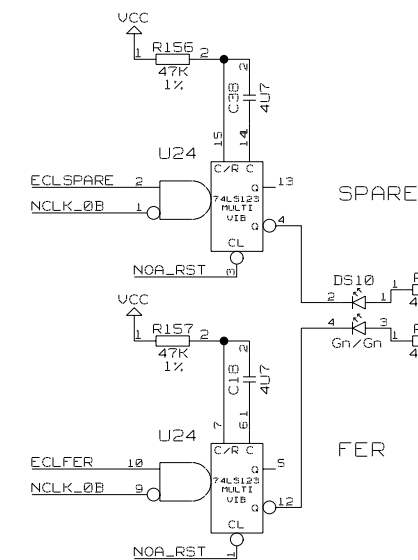 VCC
R156
1 2
47K
1%
C38
4U7
2
15
14
U24
C/R C
ECLSPARE 2
Q 13
74LS123
MULTI
VIB
SPARE
NCLK_0B 1
Q 4
CL
NOA_RST 3
DS10
2 1 1
4 3
Gn/Gn 1
VCC
R157
1 2
47K
1%
C18
4U7
2
7
6 1
U24
C/R C
FER
ECLFER 10
Q 5
74LS123
MULTI
VIB
NCLK_0B 9
Q 12
CL
NOA_RST 1